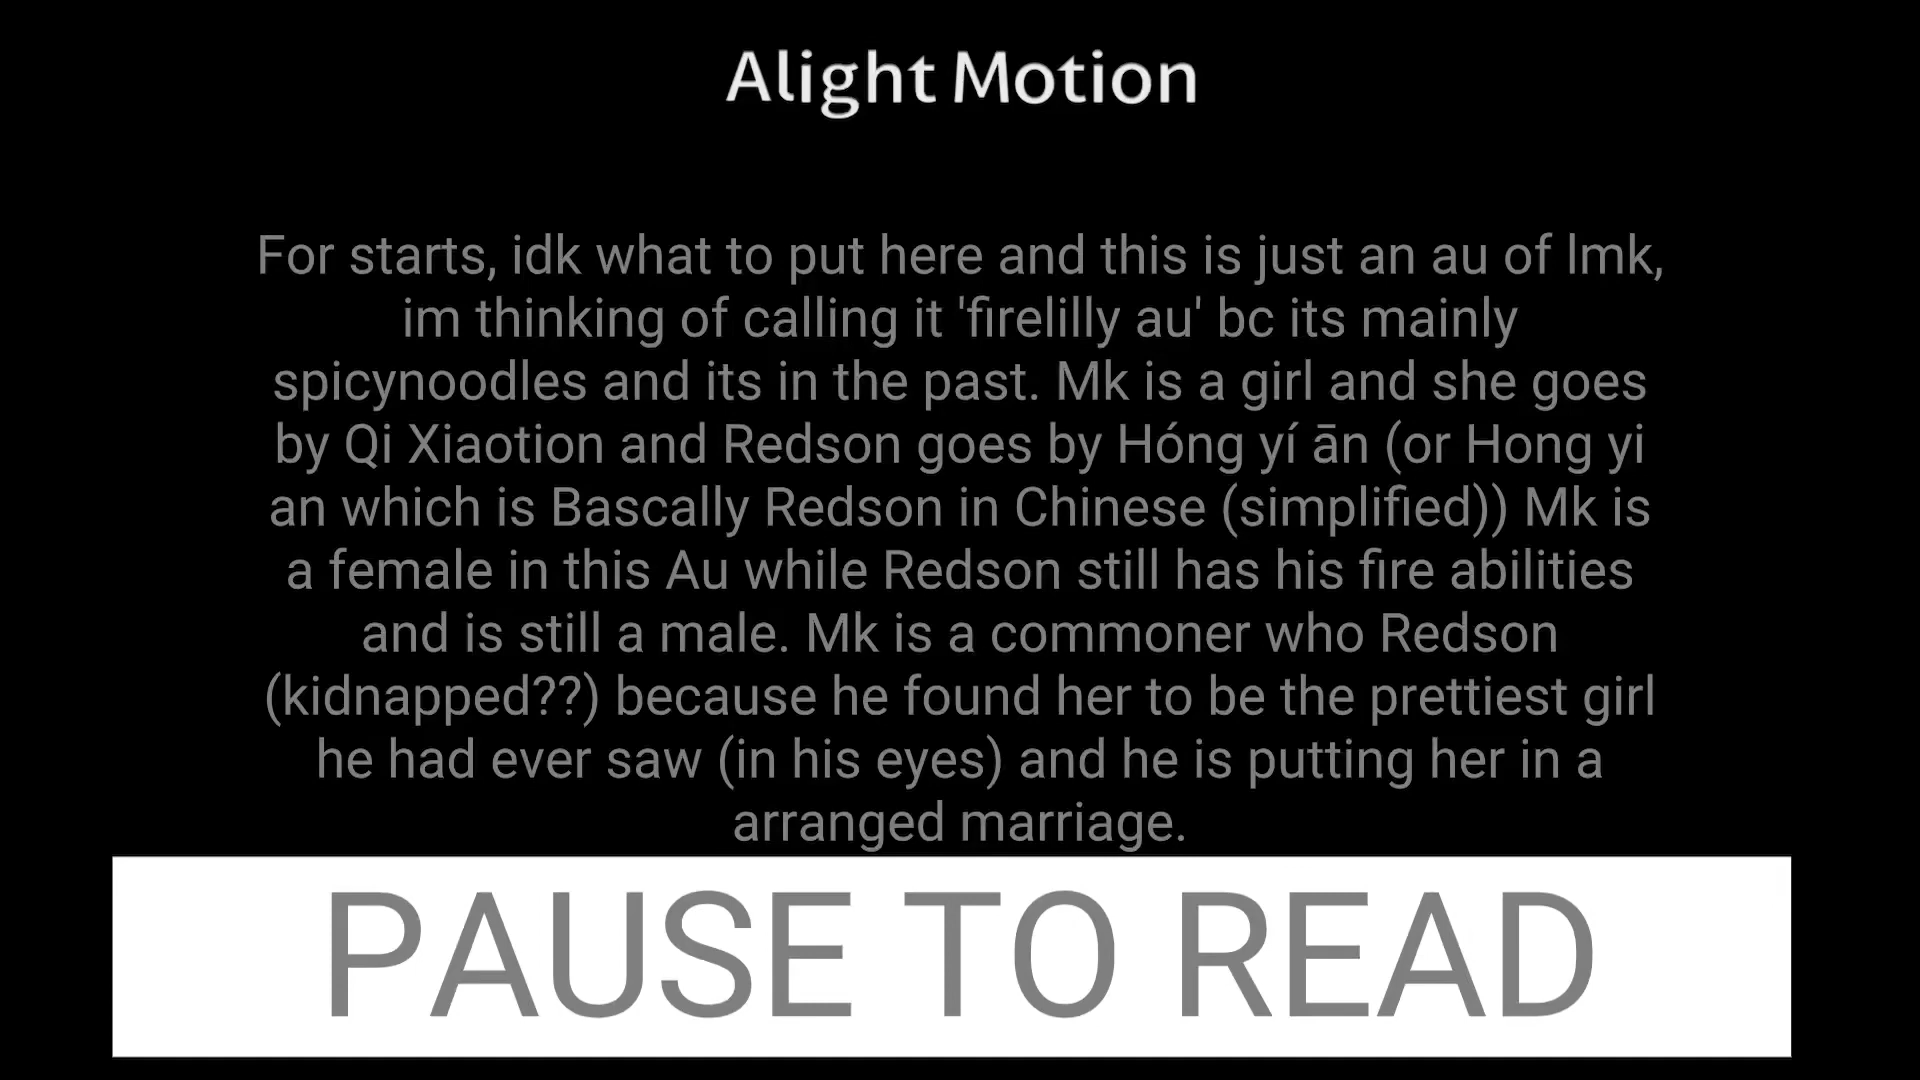 Alight Motion
For starts, idk what to put here and this is just an au of lmk,
im thinking of calling it 'firelilly au' bc its mainly
spicynoodles and its in the past. Mk is a girl and she goes
by Qi Xiaotion and Redson goes by Hóng yí ān (or Hong yi
an which is Bascally Redson in Chinese (simplified)) Mk is
a female in this Au while Redson still has his fire abilities
and is still a male. Mk is a commoner who Redson
(kidnapped??) because he found her to be the prettiest girl
he had ever saw (in his eyes) and he is putting her in a
arranged marriage.
PAUSE TO READ